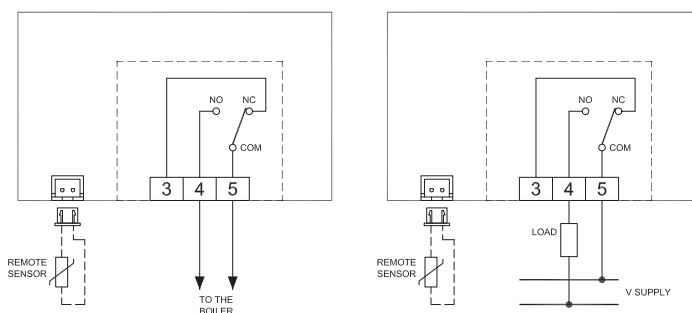 NO NC
COM
3 4 5
REMOTE
SENSOR
TO THE
BOILER
NO NC
COM
3 4 5
LOAD
REMOTE
SENSOR
V SUPPLY